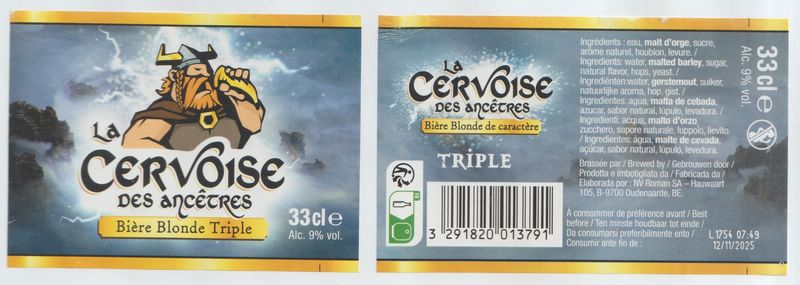 La
CERVOISE
DES ANCÊTRES
Bière Blonde Triple
33cl e
Alc. 9% vol.
La
CERVOISE
DES ANCÊTRES
Bière Blonde de caractère
TRIPLE
3 291820 013791
Ingrédients : eau, malt d'orge, sucre,
arôme naturel, houblon, levure. /
Ingredients: water, malted barley, sugar,
natural flavor, hops, yeast. /
Ingrediënten: water, gerstemout, suiker,
natuurlijke aroma, hop, gist. /
Ingredientes: agua, malta de cebada,
azucar, sabor natural, lúpulo, levadura. /
Ingredienti: acqua, malto d'orzo,
zucchero, sapore naturale, luppolo, lievito.
/ Ingredientes: água, malte de cevada,
açúcar, sabor natural, lúpulo, levedura.
Brassée par / Brewed by / Gebrouwen door /
Prodotta e imbotigliata da / Fabricada da /
Elaborada por : NV Roman SA – Hauwaart
105, B-9700 Oudenaarde, BE.
À consommer de préférence avant / Best
before / Ten minste houdbaar tot einde /
Da consumarsi preferibilmente ento /
Consumir ante fin de :
33cl e
Alc. 9% vol.
L1754 07:49
12/11/2025